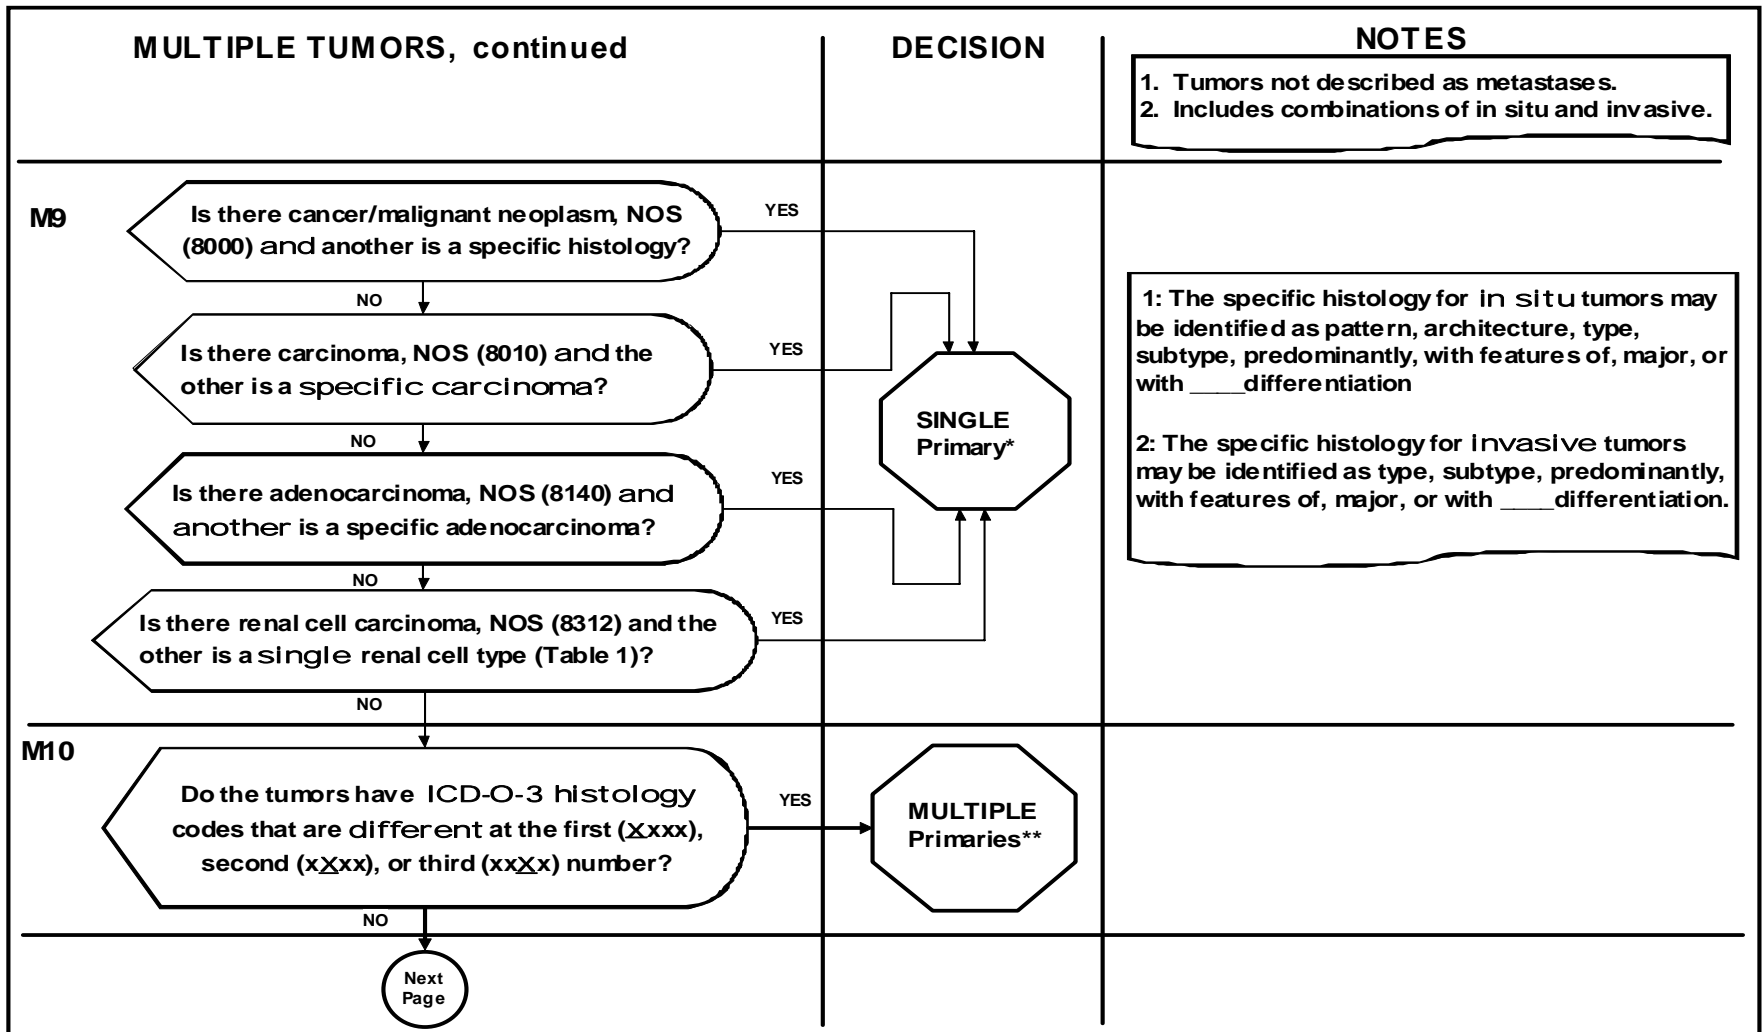 MULTIPLE TUMORS, continued
DECISION
NOTES
1. Tumors not described as metastases.
2. Includes combinations of in situ and invasive.
M9
Is there cancer/malignant neoplasm, NOS
(8000) and another is a specific histology?
YES
NO
Is there carcinoma, NOS (8010) and the
other is a specific carcinoma?
YES
NO
Is there adenocarcinoma, NOS (8140) and
another is a specific adenocarcinoma?
YES
NO
Is there renal cell carcinoma, NOS (8312) and the
other is a single renal cell type (Table 1)?
YES
NO
SINGLE
Primary*
1: The specific histology for in situ tumors may
be identified as pattern, architecture, type,
subtype, predominantly, with features of, major, or
with ____differentiation
2: The specific histology for invasive tumors
may be identified as type, subtype, predominantly,
with features of, major, or with ____differentiation.
M10
Do the tumors have ICD-O-3 histology
codes that are different at the first (Xxxx),
second (xXxx), or third (xxXx) number?
YES
NO
MULTIPLE
Primaries**
Next
Page